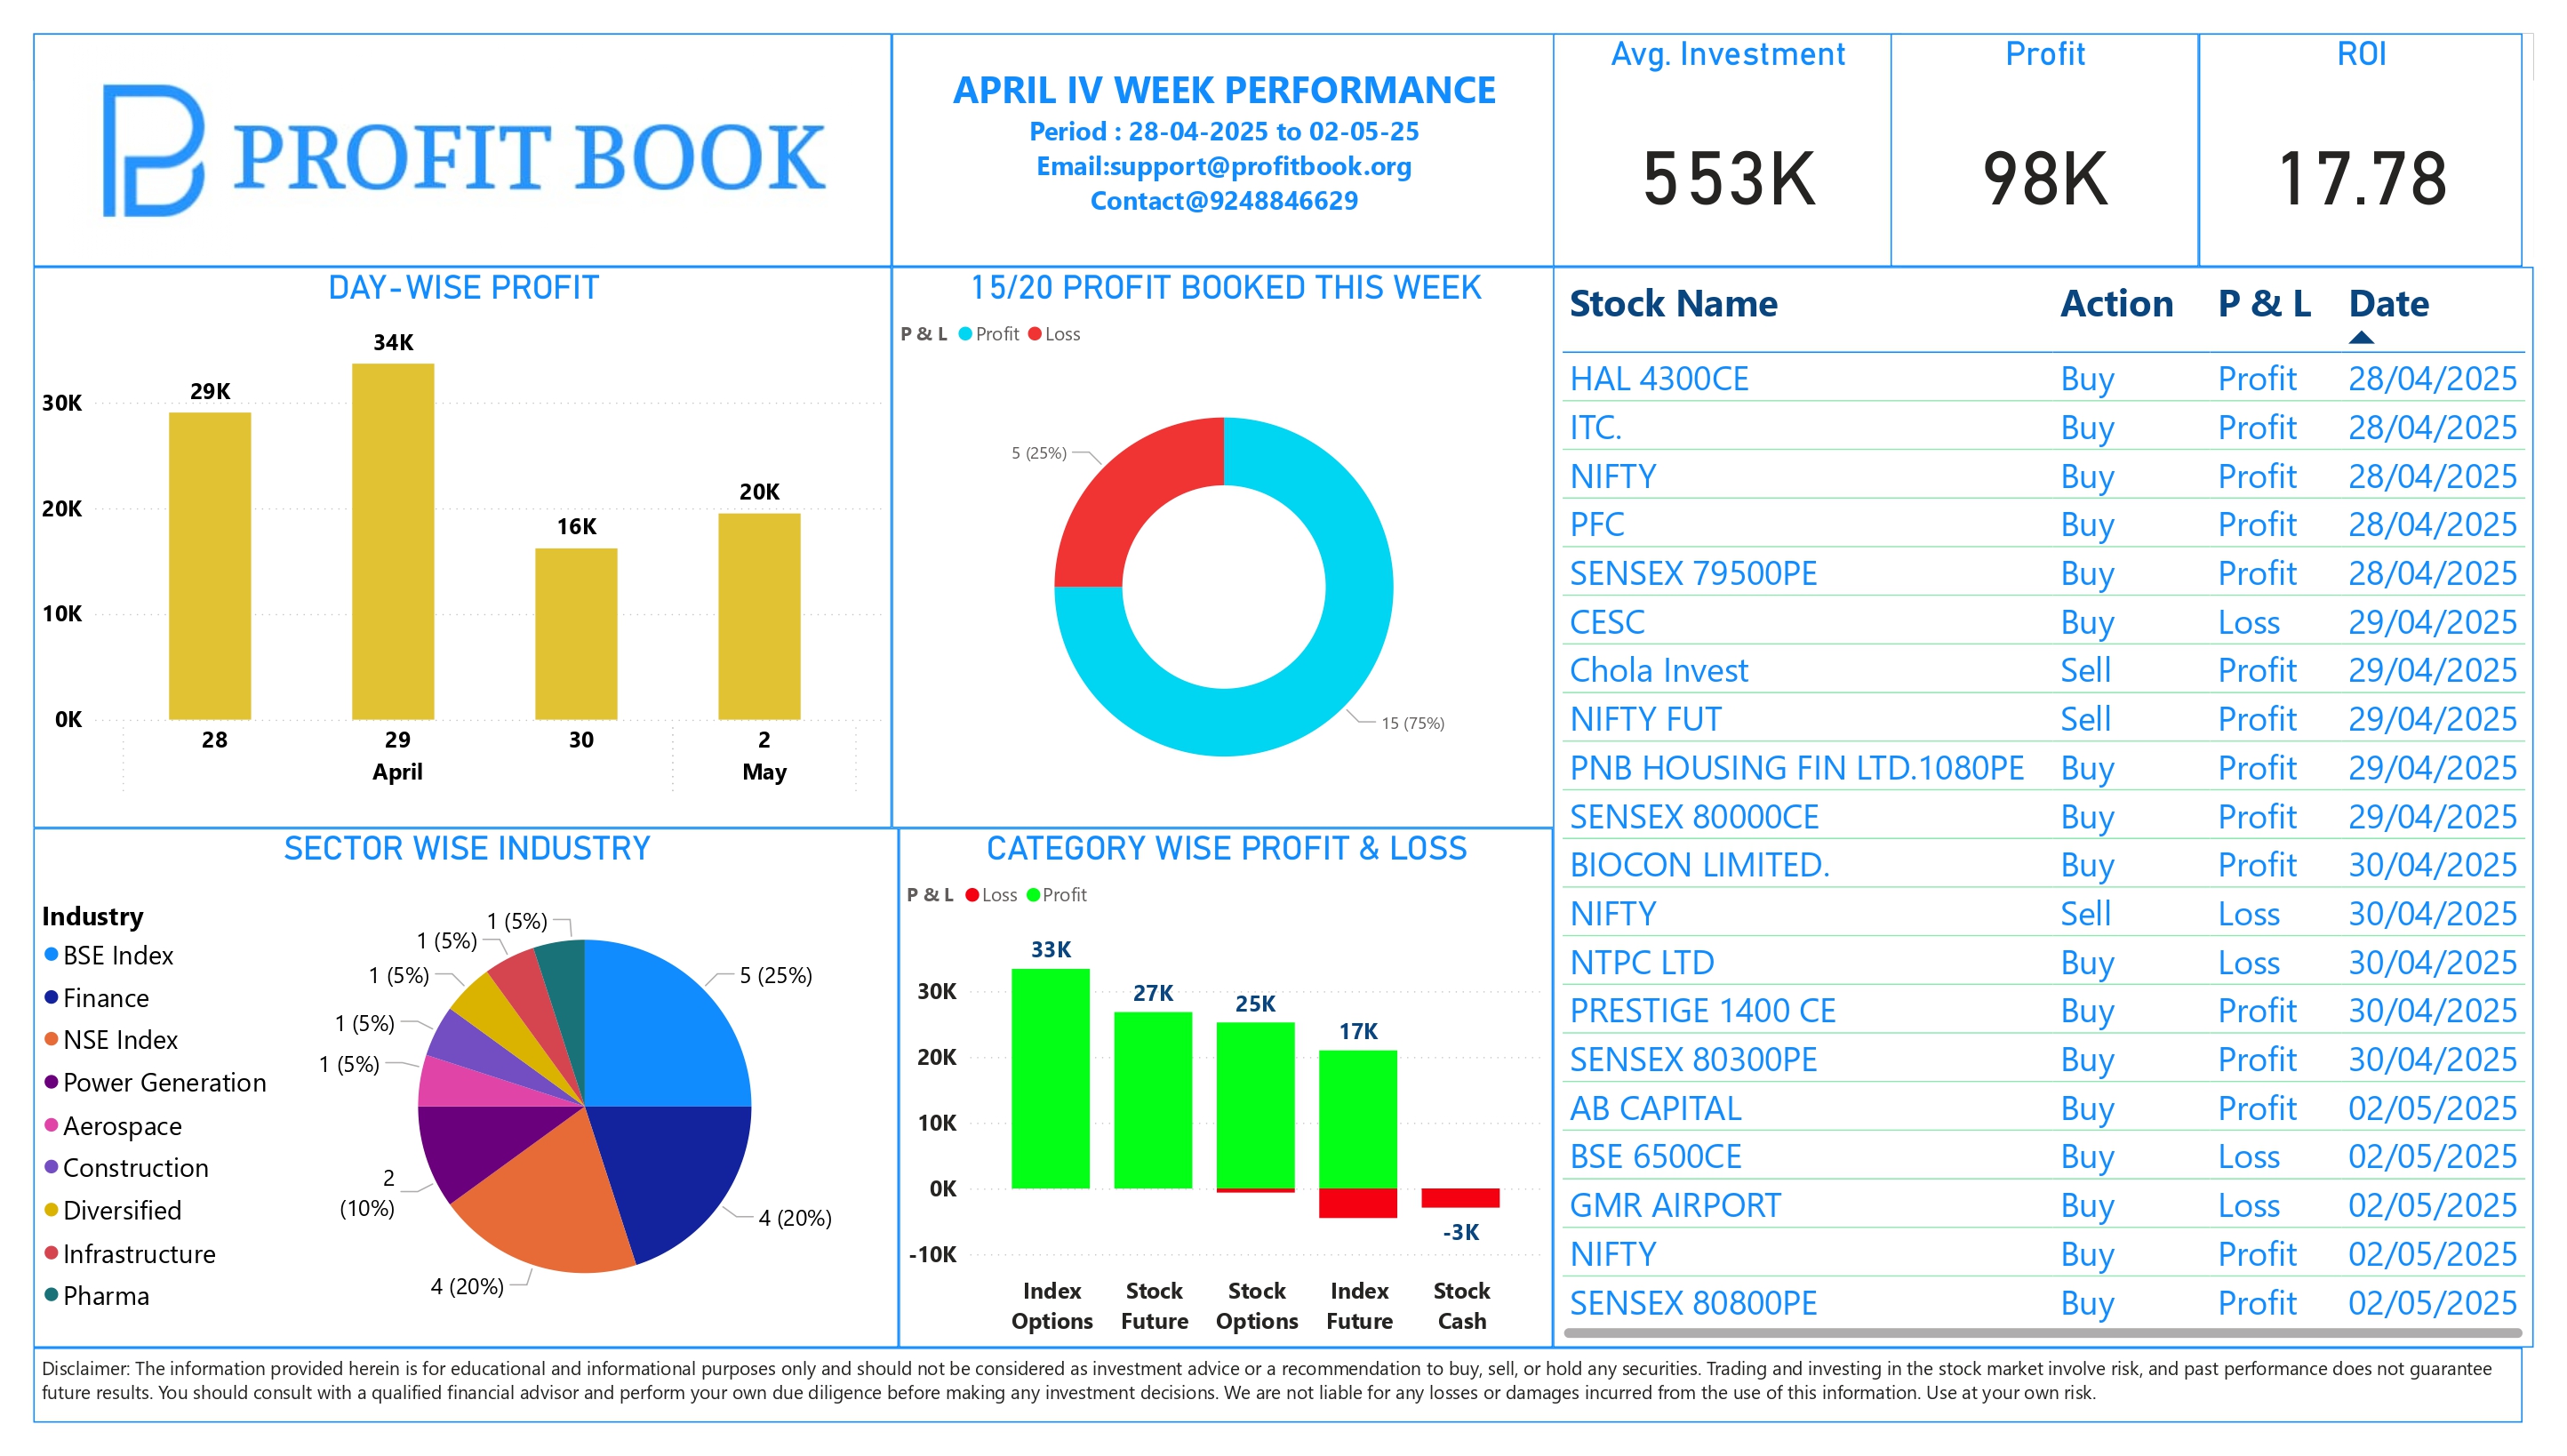 PROFIT BOOK
APRIL IV WEEK PERFORMANCE
Period : 28-04-2025 to 02-05-25
Email:support@profitbook.org
Contact@9248846629
Avg. Investment
553K
Profit
98K
ROI
17.78
DAY-WISE PROFIT
34K
29K
20K
16K
30K
20K
10K
0K
28 29 30 2
April May
15/20 PROFIT BOOKED THIS WEEK
P & L Profit Loss
5 (25%)
15 (75%)
SECTOR WISE INDUSTRY
Industry
BSE Index
Finance
NSE Index
Power Generation
Aerospace
Construction
Diversified
Infrastructure
Pharma
1 (5%)
1 (5%)
1 (5%)
1 (5%)
1 (5%)
2
(10%)
4 (20%)
4 (20%)
5 (25%)
CATEGORY WISE PROFIT & LOSS
P & L Loss Profit
33K
27K
25K
17K
-3K
30K
20K
10K
0K
-10K
Index Stock Stock Index Stock
Options Future Options Future Cash
Stock Name Action P & L Date
HAL 4300CE Buy Profit 28/04/2025
ITC. Buy Profit 28/04/2025
NIFTY Buy Profit 28/04/2025
PFC Buy Profit 28/04/2025
SENSEX 79500PE Buy Profit 28/04/2025
CESC Buy Loss 29/04/2025
Chola Invest Sell Profit 29/04/2025
NIFTY FUT Sell Profit 29/04/2025
PNB HOUSING FIN LTD.1080PE Buy Profit 29/04/2025
SENSEX 80000CE Buy Profit 29/04/2025
BIOCON LIMITED. Buy Profit 30/04/2025
NIFTY Sell Loss 30/04/2025
NTPC LTD Buy Loss 30/04/2025
PRESTIGE 1400 CE Buy Profit 30/04/2025
SENSEX 80300PE Buy Profit 30/04/2025
AB CAPITAL Buy Profit 02/05/2025
BSE 6500CE Buy Loss 02/05/2025
GMR AIRPORT Buy Loss 02/05/2025
NIFTY Buy Profit 02/05/2025
SENSEX 80800PE Buy Profit 02/05/2025
Disclaimer: The information provided herein is for educational and informational purposes only and should not be considered as investment advice or a recommendation to buy, sell, or hold any securities. Trading and investing in the stock market involve risk, and past performance does not guarantee
future results. You should consult with a qualified financial advisor and perform your own due diligence before making any investment decisions. We are not liable for any losses or damages incurred from the use of this information. Use at your own risk.